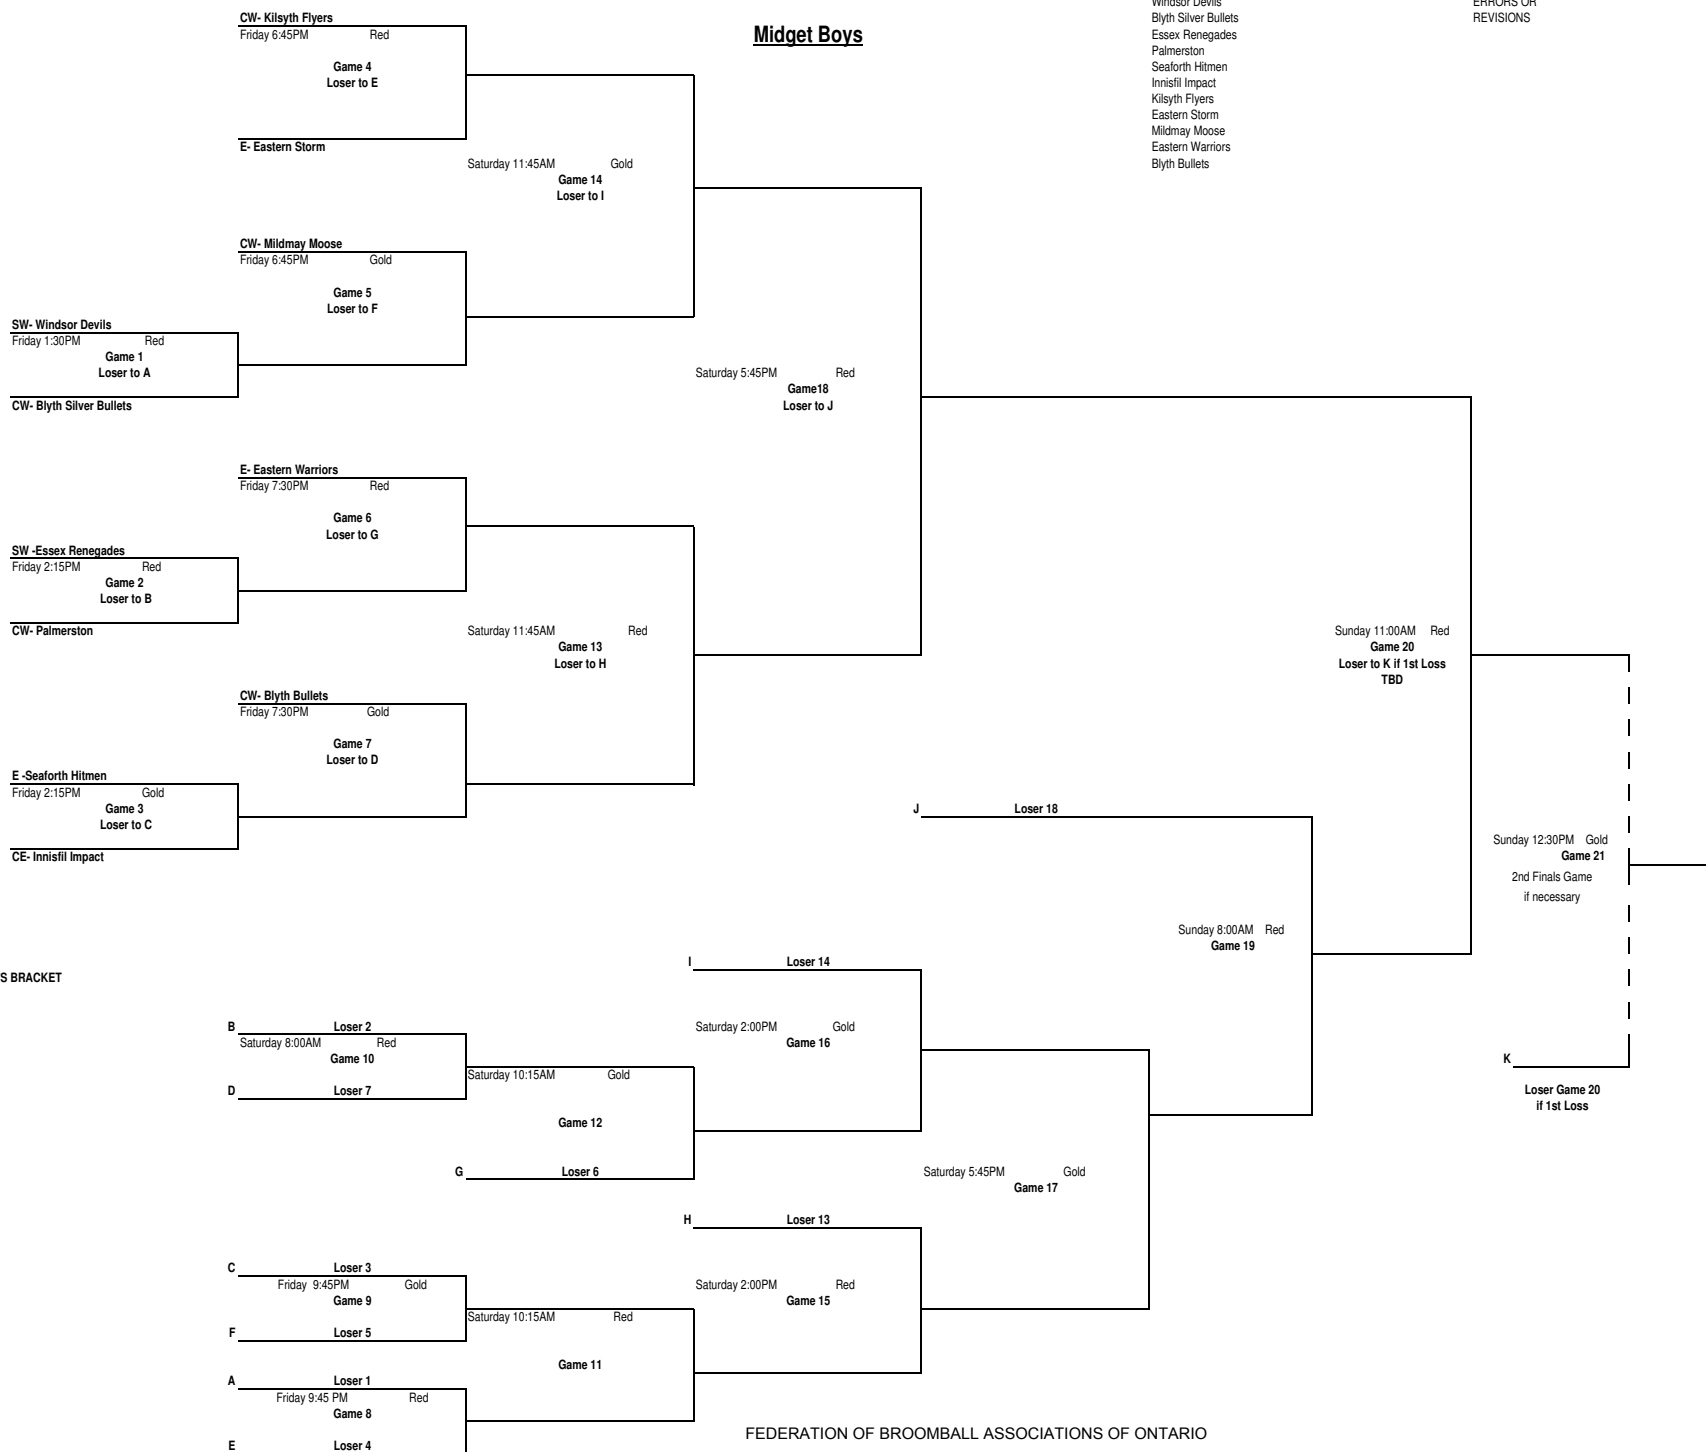 Windsor Devils
ERRORS OR
CW- Kilsyth Flyers
Blyth Silver Bullets
REVISIONS
Friday 6:45PM Red
Midget Boys
Essex Renegades
Palmerston
Game 4
Seaforth Hitmen
Loser to E
Innisfil Impact
Kilsyth Flyers
Eastern Storm
Mildmay Moose
E- Eastern Storm
Eastern Warriors
Blyth Bullets
Saturday 11:45AM Gold
Game 14
Loser to I
CW- Mildmay Moose
Friday 6:45PM Gold
Game 5
Loser to F
SW- Windsor Devils
Friday 1:30PM Red
Game 1
Loser to A
CW- Blyth Silver Bullets
Saturday 5:45PM Red
Game18
Loser to J
E- Eastern Warriors
Friday 7:30PM Red
Game 6
Loser to G
SW -Essex Renegades
Friday 2:15PM Red
Game 2
Loser to B
CW- Palmerston
Saturday 11:45AM Red
Game 13
Loser to H
Sunday 11:00AM Red
Game 20
Loser to K if 1st Loss
TBD
CW- Blyth Bullets
Friday 7:30PM Gold
Game 7
Loser to D
E -Seaforth Hitmen
Friday 2:15PM Gold
Game 3
Loser to C
CE- Innisfil Impact
J Loser 18
Sunday 12:30PM Gold
Game 21
2nd Finals Game
if necessary
Sunday 8:00AM Red
Game 19
I Loser 14
S BRACKET
B Loser 2
Saturday 8:00AM Red
Game 10
D Loser 7
Saturday 2:00PM Gold
Game 16
K
Loser Game 20
if 1st Loss
Saturday 10:15AM Gold
Game 12
G Loser 6
Saturday 5:45PM Gold
Game 17
H Loser 13
C Loser 3
Friday 9:45PM Gold
Game 9
F Loser 5
Saturday 2:00PM Red
Game 15
Saturday 10:15AM Red
Game 11
A Loser 1
Friday 9:45 PM Red
Game 8
E Loser 4
FEDERATION OF BROOMBALL ASSOCIATIONS OF ONTARIO